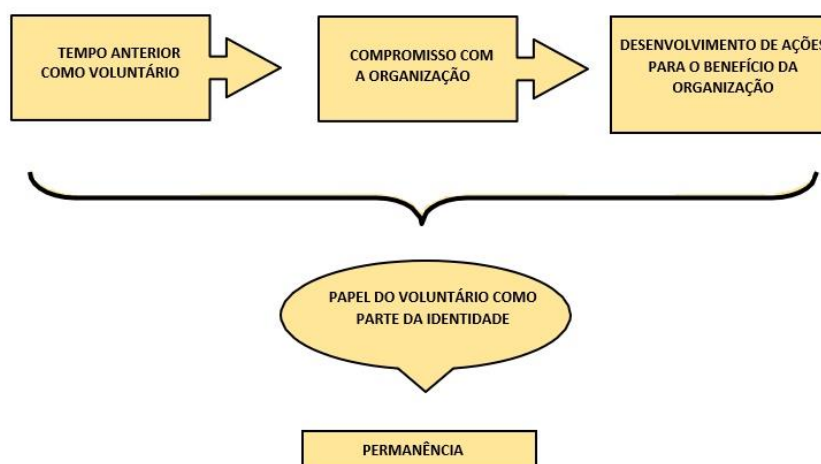 TEMPO ANTERIOR
COMO VOLUNTÁRIO
COMPROMISSO COM
A ORGANIZAÇÃO
DESENVOLVIMENTO DE AÇÕES
PARA O BENEFÍCIO DA
ORGANIZAÇÃO
PAPEL DO VOLUNTÁRIO COMO
PARTE DA IDENTIDADE
PERMANÊNCIA